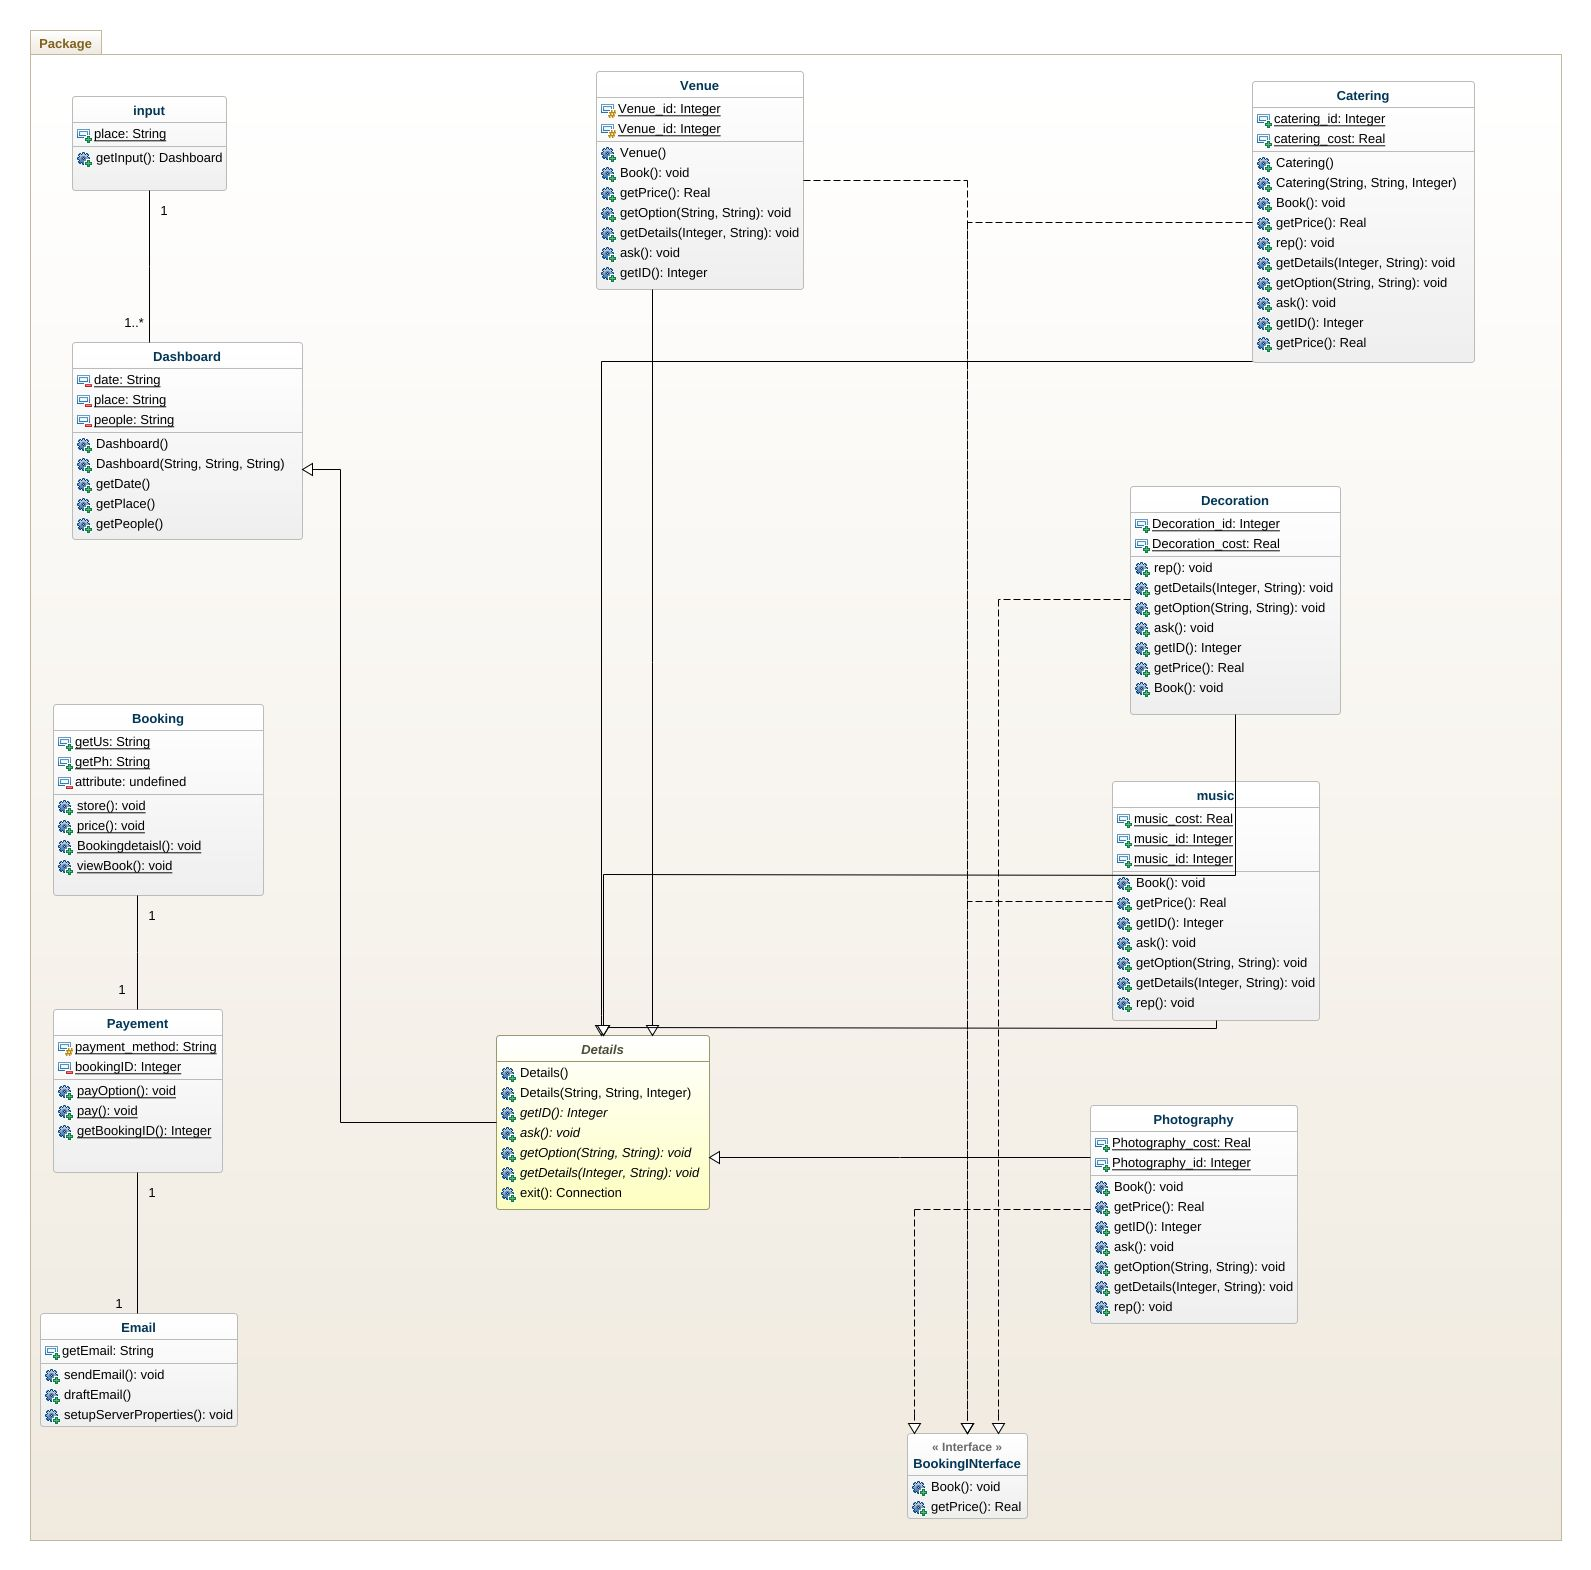 Package
input
place: String
getInput(): Dashboard
1
1..*
Dashboard
date: String
place: String
people: String
Dashboard()
Dashboard(String, String, String)
getDate()
getPlace()
getPeople()
Venue
Venue_id: Integer
Venue_id: Integer
Venue()
Book(): void
getPrice(): Real
getOption(String, String): void
getDetails(Integer, String): void
ask(): void
getID(): Integer
Catering
catering_id: Integer
catering_cost: Real
Catering()
Catering(String, String, Integer)
Book(): void
getPrice(): Real
rep(): void
getDetails(Integer, String): void
getOption(String, String): void
ask(): void
getID(): Integer
getPrice(): Real
Decoration
Decoration_id: Integer
Decoration_cost: Real
rep(): void
getDetails(Integer, String): void
getOption(String, String): void
ask(): void
getID(): Integer
getPrice(): Real
Book(): void
Booking
getUs: String
getPh: String
attribute: undefined
store(): void
price(): void
Bookingdetaisl(): void
viewBook(): void
1
1
music
music_cost: Real
music_id: Integer
music_id: Integer
Book(): void
getPrice(): Real
getID(): Integer
ask(): void
getOption(String, String): void
getDetails(Integer, String): void
rep(): void
Payement
payment_method: String
bookingID: Integer
payOption(): void
pay(): void
getBookingID(): Integer
1
1
Details
Details()
Details(String, String, Integer)
getID(): Integer
ask(): void
getOption(String, String): void
getDetails(Integer, String): void
exit(): Connection
Photography
Photography_cost: Real
Photography_id: Integer
Book(): void
getPrice(): Real
getID(): Integer
ask(): void
getOption(String, String): void
getDetails(Integer, String): void
rep(): void
Email
getEmail: String
sendEmail(): void
draftEmail()
setupServerProperties(): void
« Interface »
BookingINterface
Book(): void
getPrice(): Real